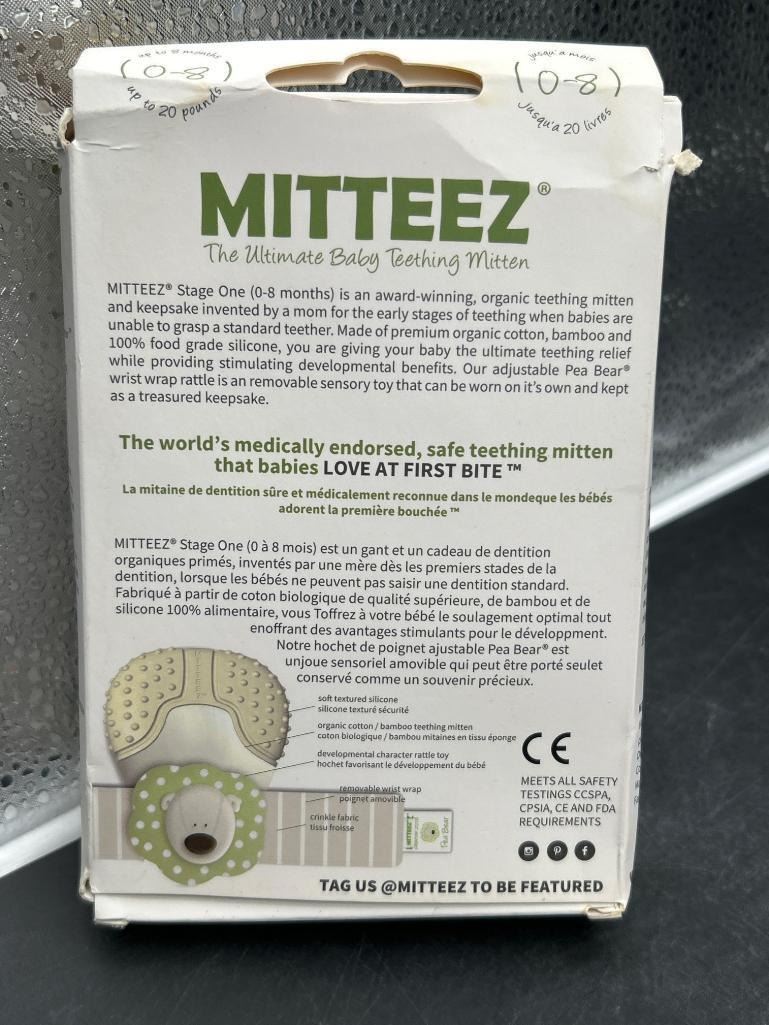 up to 8 months
(0-8)
up to 20 pounds
jusqu'a mois
(0-8)
jusqu'a 20 livres
MITTEEZ®
The Ultimate Baby Teething Mitten
MITTEEZ® Stage One (0-8 months) is an award-winning, organic teething mitten
and keepsake invented by a mom for the early stages of teething when babies are
unable to grasp a standard teether. Made of premium organic cotton, bamboo and
100% food grade silicone, you are giving your baby the ultimate teething relief
while providing stimulating developmental benefits. Our adjustable Pea Bear®
wrist wrap rattle is an removable sensory toy that can be worn on it's own and kept
as a treasured keepsake.
The world's medically endorsed, safe teething mitten
that babies LOVE AT FIRST BITE ™
La mitaine de dentition sûre et médicalement reconnue dans le mondeque les bébés
adorent la première bouchée ™
MITTEEZ® Stage One (0 à 8 mois) est un gant et un cadeau de dentition
organiques primés, inventés par une mère dès les premiers stades de la
dentition, lorsque les bébés ne peuvent pas saisir une dentition standard.
Fabriqué à partir de coton biologique de qualité supérieure, de bambou et de
silicone 100% alimentaire, vous Toffrez à votre bébé le soulagement optimal tout
enoffrant des avantages stimulants pour le développment.
Notre hochet de poignet ajustable Pea Bear® est
unjoue sensoriel amovible qui peut être porté seulet
conservé comme un souvenir précieux.
MITTEEZ
soft textured silicone
silicone texturé sécurité
organic cotton / bamboo teething mitten
coton biologique / bambou mitaines en tissu éponge
developmental character rattle toy
hochet favorisant le développement du bébé
removable wrist wrap
poignet amovible
crinkle fabric
tissu froisse
MITTEEZ
Pea Bear
CE
MEETS ALL SAFETY
TESTINGS CCSPA,
CPSIA, CE AND FDA
REQUIREMENTS
TAG US @MITTEEZ TO BE FEATURED